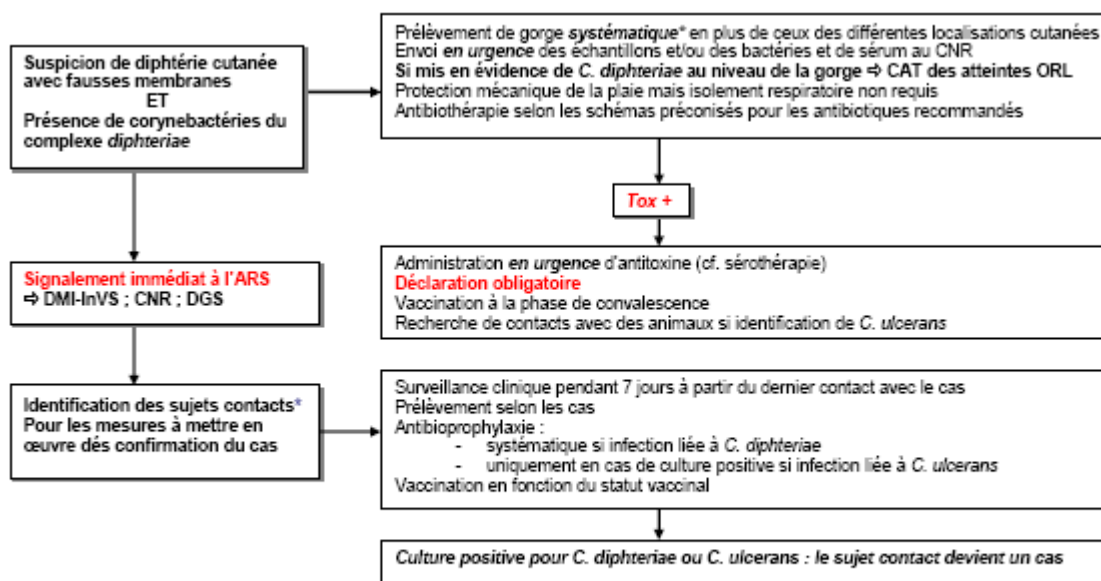 Suspicion de diphtérie cutanée
avec fausses membranes
ET
Présence de corynebactéries du
complexe diphteriae
Prélèvement de gorge systématique* en plus de ceux des différentes localisations cutanées
Envoi en urgence des échantillons et/ou des bactéries et de sérum au CNR
Si mis en évidence de C. diphteriae au niveau de la gorge ⇨ CAT des atteintes ORL
Protection mécanique de la plaie mais isolement respiratoire non requis
Antibiothérapie selon les schémas préconisés pour les antibiotiques recommandés
Tox +
Signalement immédiat à l'ARS
⇨ DMI-InVS ; CNR ; DGS
Administration en urgence d'antitoxine (cf. sérothérapie)
Déclaration obligatoire
Vaccination à la phase de convalescence
Recherche de contacts avec des animaux si identification de C. ulcerans
Identification des sujets contacts*
Pour les mesures à mettre en
œuvre dés confirmation du cas
Surveillance clinique pendant 7 jours à partir du dernier contact avec le cas
Prélèvement selon les cas
Antibioprophylaxie :
- systématique si infection liée à C. diphteriae
- uniquement en cas de culture positive si infection liée à C. ulcerans
Vaccination en fonction du statut vaccinal
Culture positive pour C. diphteriae ou C. ulcerans : le sujet contact devient un cas